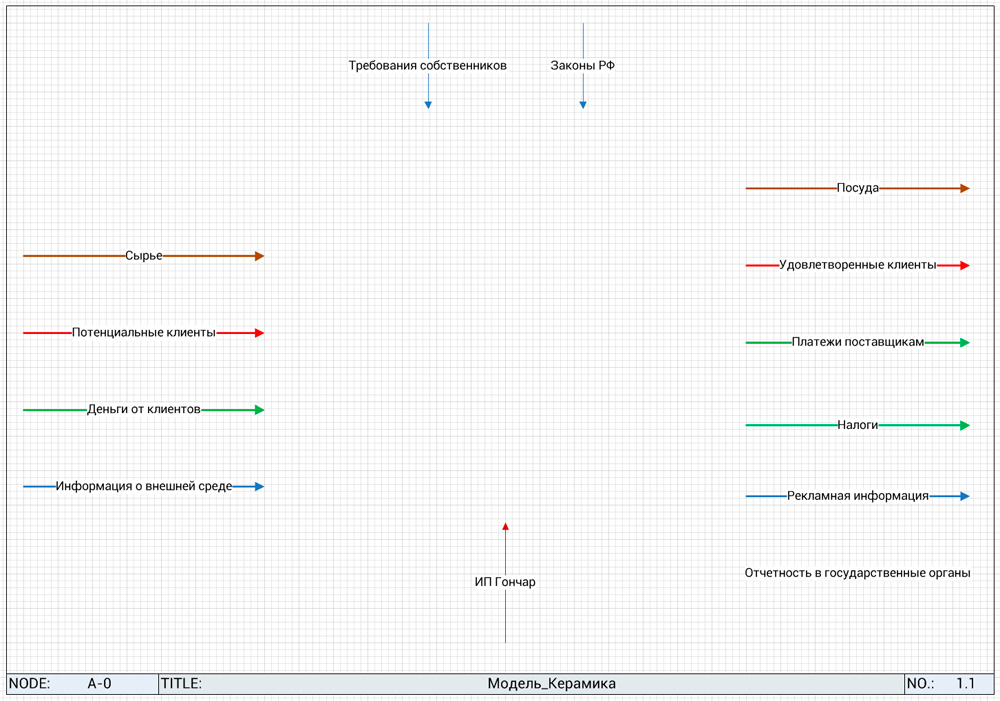 Требования собственников
Законы РФ
Посуда
Сырье
Удовлетворенные клиенты
Потенциальные клиенты
Платежи поставщикам
Деньги от клиентов
Налоги
Информация о внешней среде
Рекламная информация
Отчетность в государственные органы
ИП Гончар
NODE: A-0 TITLE: Модель_Керамика NO.: 1.1